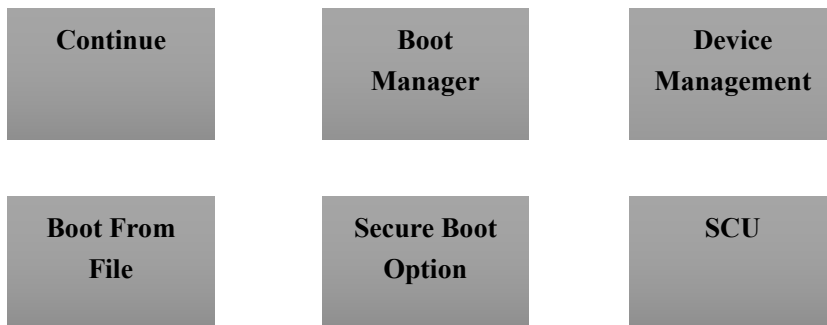 Continue
Boot
Manager
Device
Management
Boot From
File
Secure Boot
Option
SCU